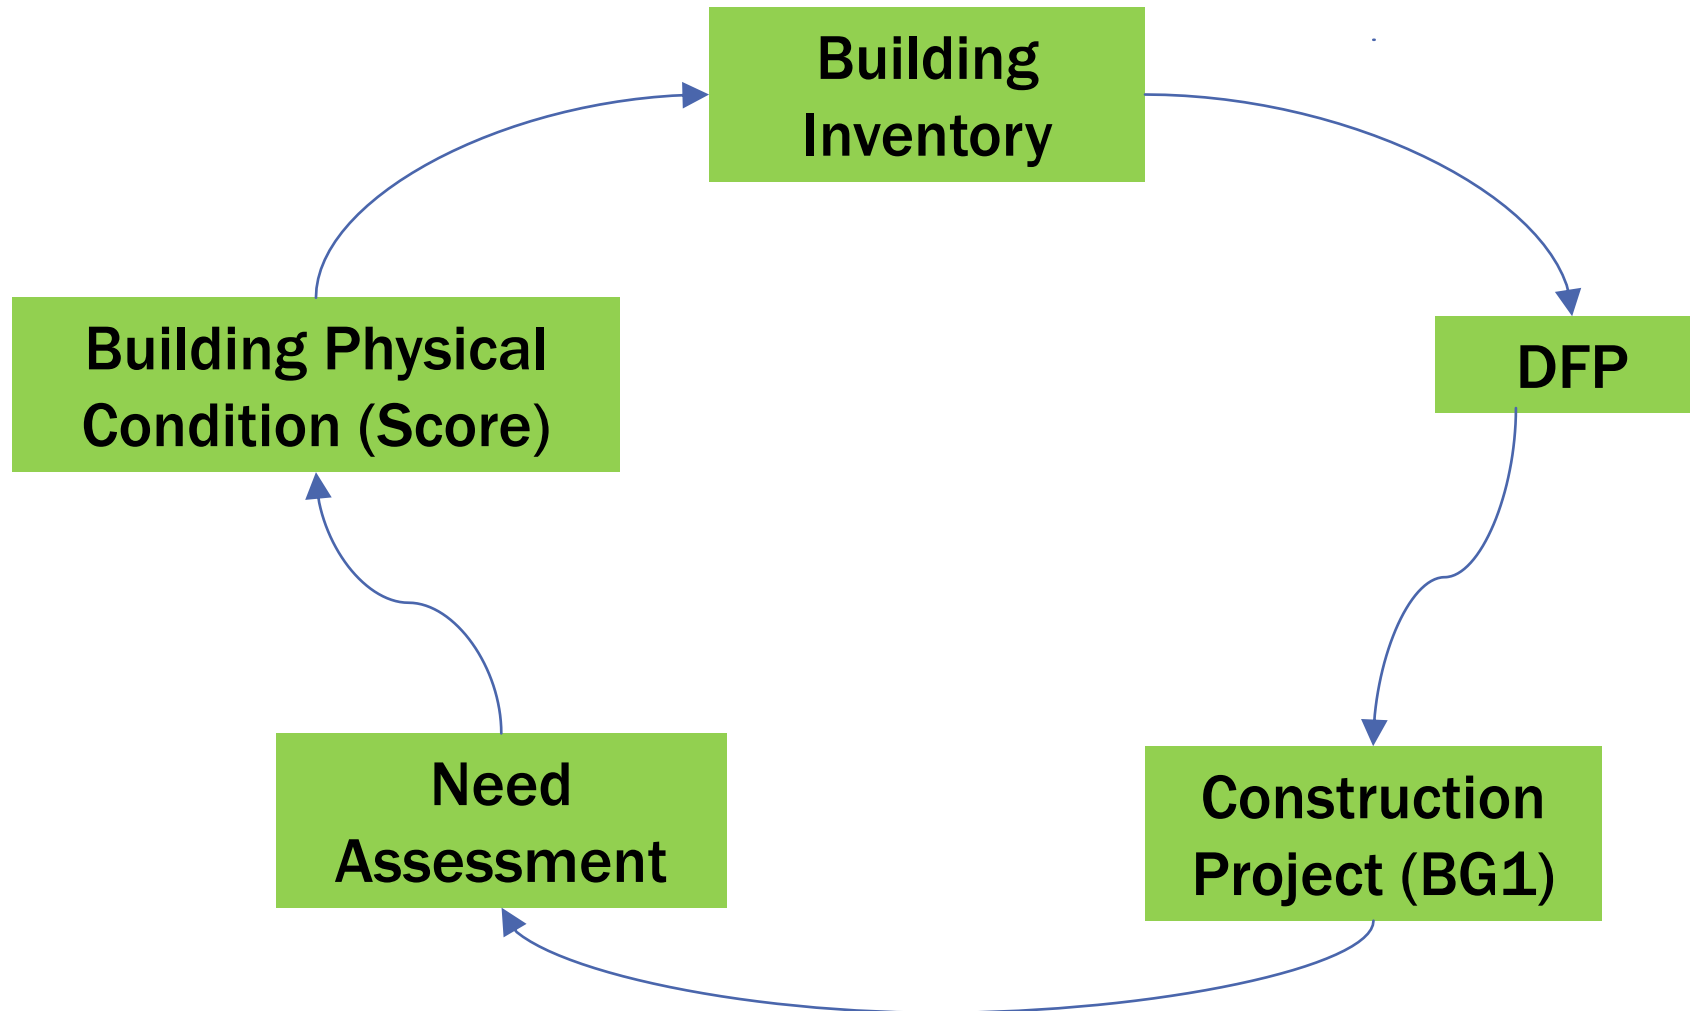 Building
Inventory
DFP
Building Physical
Condition (Score)
Need
Assessment
Construction
Project (BG1)